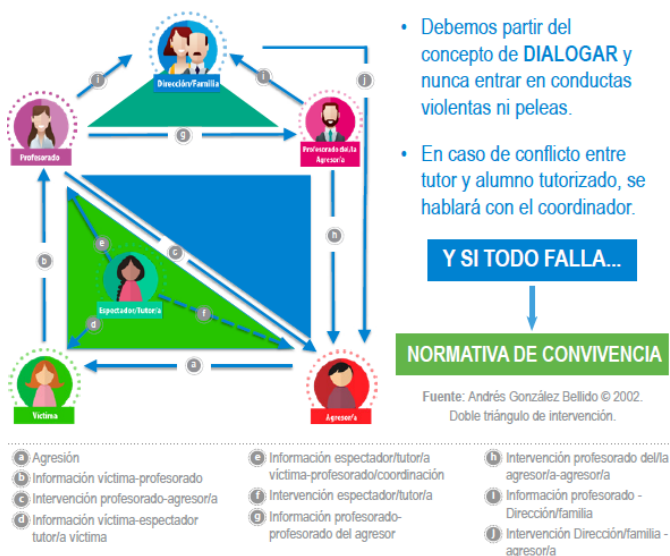 Dirección/Familia
Profesorado
Profesorado del/la
Agresor/a
Espectador/Tutor/a
Víctima
Agresor/a
i
i
j
g
h
b
c
e
f
d
a
• Debemos partir del
concepto de DIALOGAR y
nunca entrar en conductas
violentas ni peleas.
• En caso de conflicto entre
tutor y alumno tutorizado, se
hablará con el coordinador.
Y SI TODO FALLA...
NORMATIVA DE CONVIVENCIA
Fuente: Andrés González Bellido © 2002.
Doble triángulo de intervención.
a Agresión
b Información víctima-profesorado
c Intervención profesorado-agresor/a
d Información víctima-espectador
tutor/a víctima
e Información espectador/tutor/a
víctima-profesorado/coordinación
f Intervención espectador/tutor/a
g Información profesorado-
profesorado del agresor
h Intervención profesorado del/la
agresor/a-agresor/a
i Información profesorado -
Dirección/familia
j Intervención Dirección/familia -
agresor/a